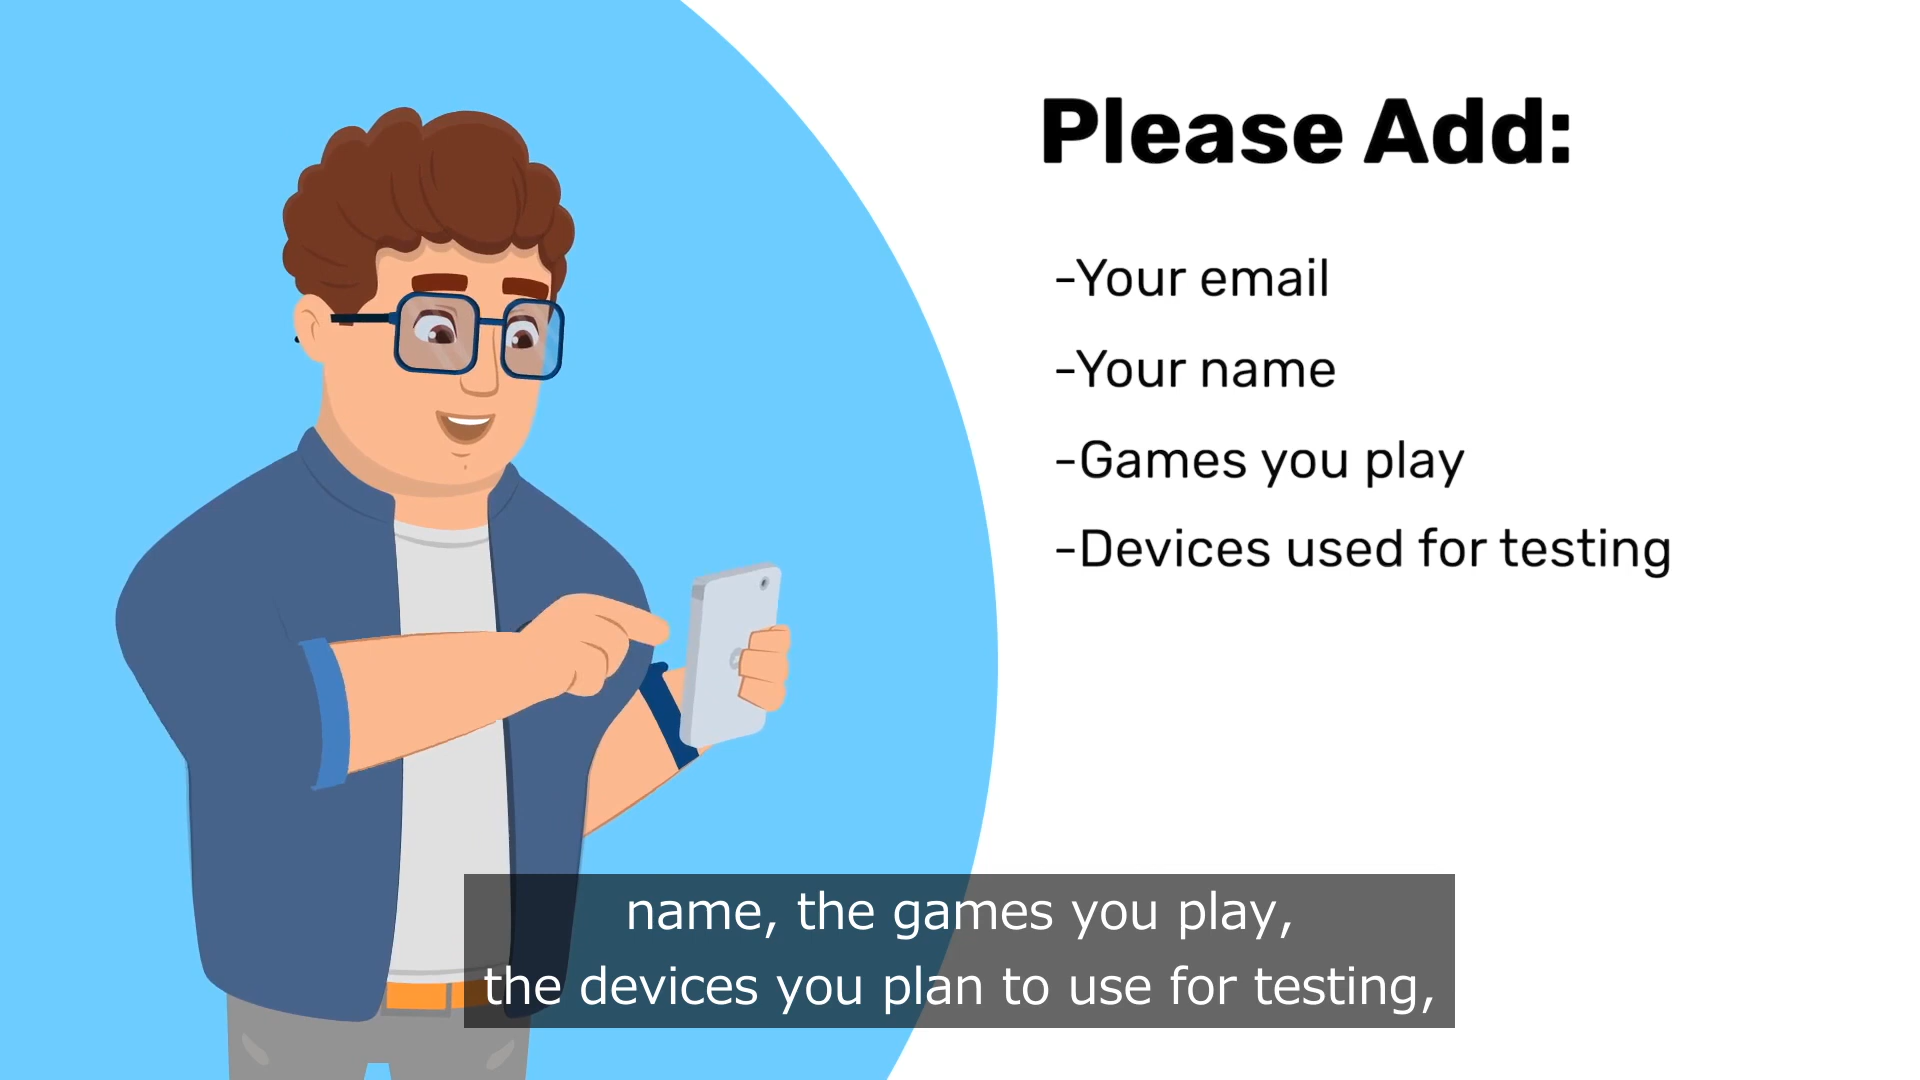 Please Add:
-Your email
-Your name
-Games you play
-Devices used for testing
name, the games you play,
the devices you plan to use for testing,